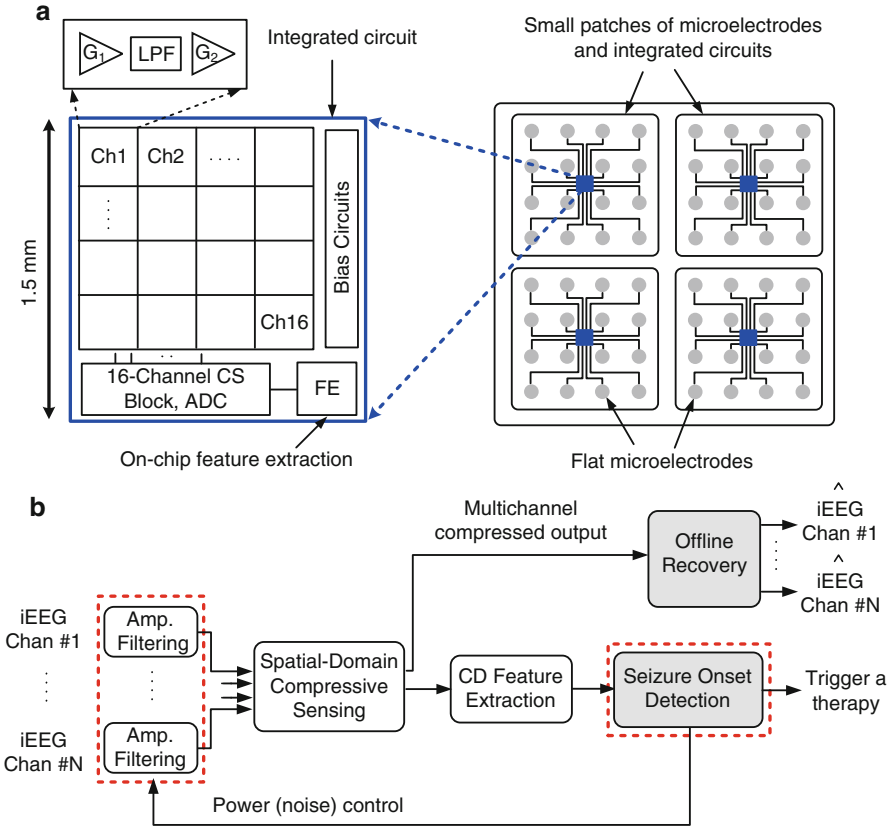 a
G1 LPF G2
Integrated circuit
Small patches of microelectrodes
and integrated circuits
1.5 mm
Ch1 Ch2 ....
....
Ch16
Bias Circuits
..
16-Channel CS
Block, ADC
FE
On-chip feature extraction
Flat microelectrodes
b
Multichannel
compressed output
Offline
Recovery
^
iEEG
Chan #1
....
^
iEEG
Chan #N
iEEG
Chan #1
....
iEEG
Chan #N
Amp.
Filtering
....
Amp.
Filtering
Spatial-Domain
Compressive
Sensing
CD Feature
Extraction
Seizure Onset
Detection
Trigger a
therapy
Power (noise) control